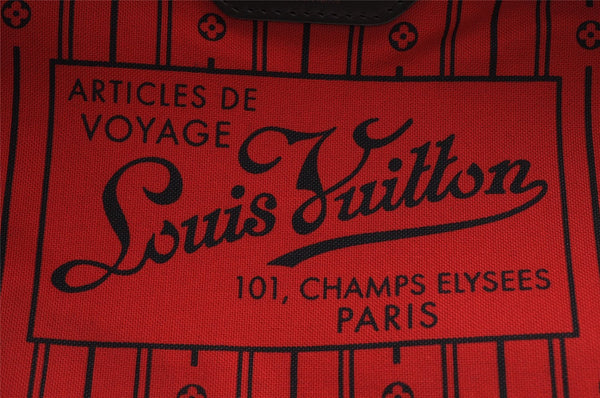 ARTICLES DE
VOYAGE
Louis Vuitton
101, CHAMPS ELYSEES
PARIS